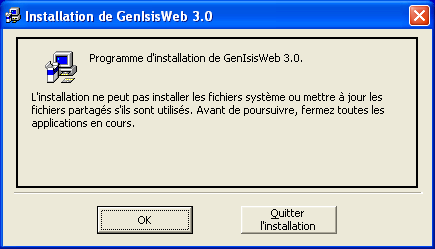 Installation de GenIsisWeb 3.0
Programme d'installation de GenIsisWeb 3.0.
L'installation ne peut pas installer les fichiers système ou mettre à jour les
fichiers partagés s'ils sont utilisés. Avant de poursuivre, fermez toutes les
applications en cours.
OK
Quitter
l'installation